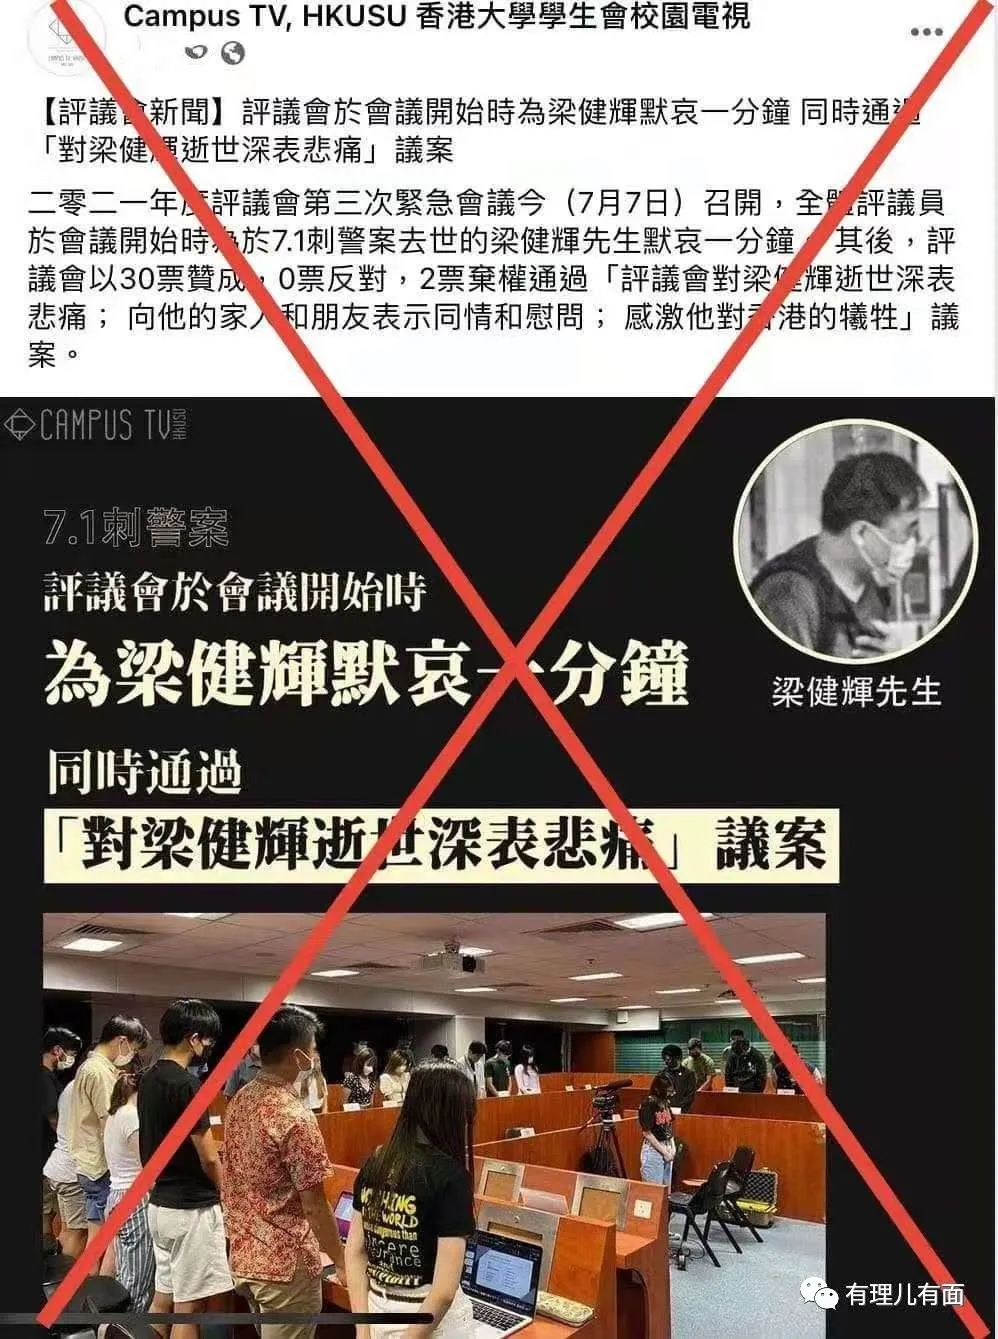 Campus TV, HKUSU 香港大學學生會校園電視
【評議會新聞】評議會於會議開始時為梁健輝默哀一分鐘 同時通過
「對梁健輝逝世深表悲痛」議案
二零二一年度評議會第三次緊急會議今（7月7日）召開，全體評議員
於會議開始時為於7.1刺警案去世的梁健輝先生默哀一分鐘。其後，評
議會以30票贊成，0票反對，2票棄權通過「評議會對梁健輝逝世深表
悲痛； 向他的家人和朋友表示同情和慰問； 感激他對香港的犧牲」議
案。
CAMPUS TV HKUSU
7.1刺警案
評議會於會議開始時
為梁健輝默哀一分鐘
梁健輝先生
同時通過
「對梁健輝逝世深表悲痛」議案
WORLD
than
sincere
有理儿有面